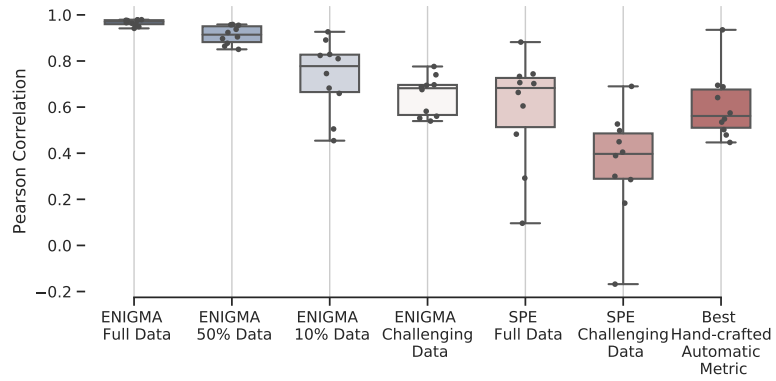 1.0
0.8
0.6
0.4
0.2
0.0
−0.2
Pearson Correlation
ENIGMA
Full Data
ENIGMA
50% Data
ENIGMA
10% Data
ENIGMA
Challenging
Data
SPE
Full Data
SPE
Challenging
Data
Best
Hand-crafted
Automatic
Metric